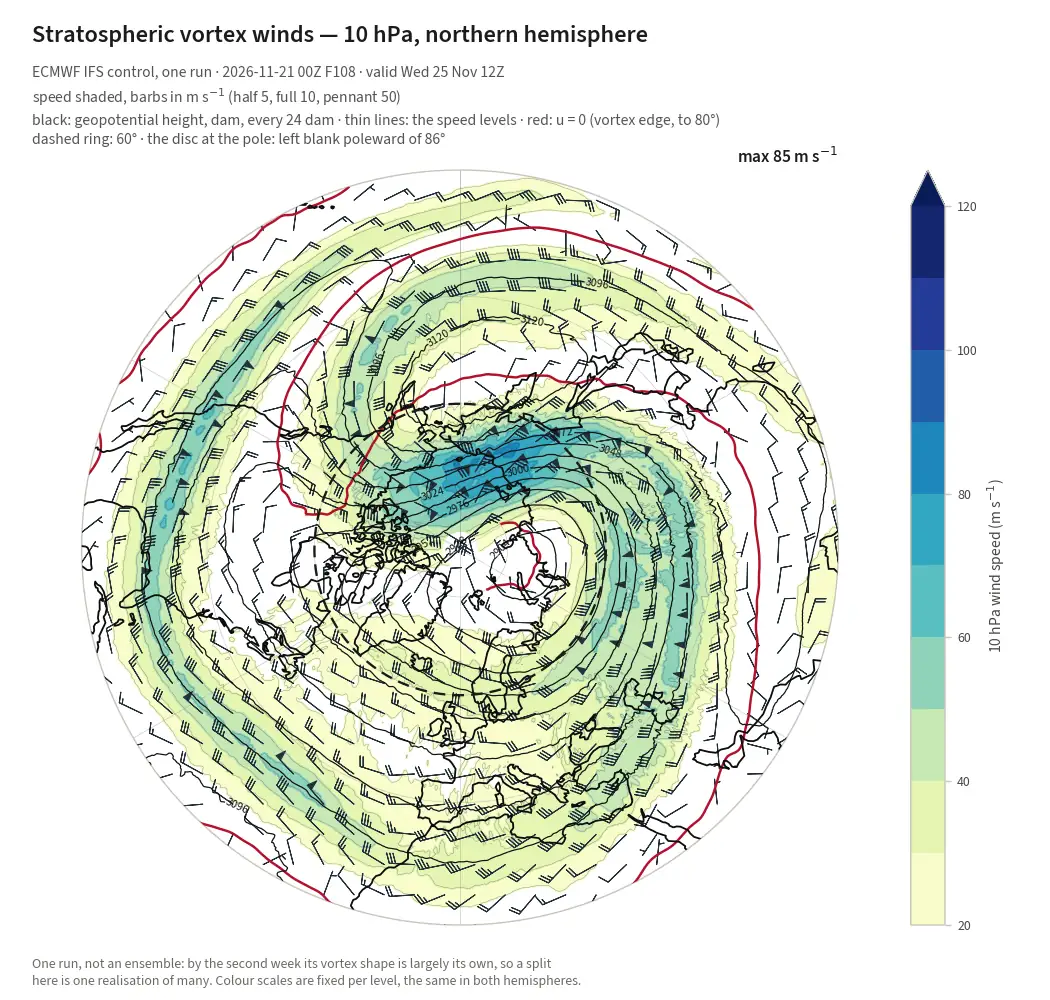 Stratospheric vortex winds — 10 hPa, northern hemisphere
ECMWF IFS control, one run · 2026-11-21 00Z F108 · valid Wed 25 Nov 12Z
speed shaded, barbs in m s⁻¹ (half 5, full 10, pennant 50)
black: geopotential height, dam, every 24 dam · thin lines: the speed levels · red: u = 0 (vortex edge, to 80°)
dashed ring: 60° · the disc at the pole: left blank poleward of 86°
max 85 m s⁻¹
120
100
80
60
40
20
10 hPa wind speed (m s⁻¹)
3096
3120
3120
3048
3000
3024
2976
3096
One run, not an ensemble: by the second week its vortex shape is largely its own, so a split
here is one realisation of many. Colour scales are fixed per level, the same in both hemispheres.